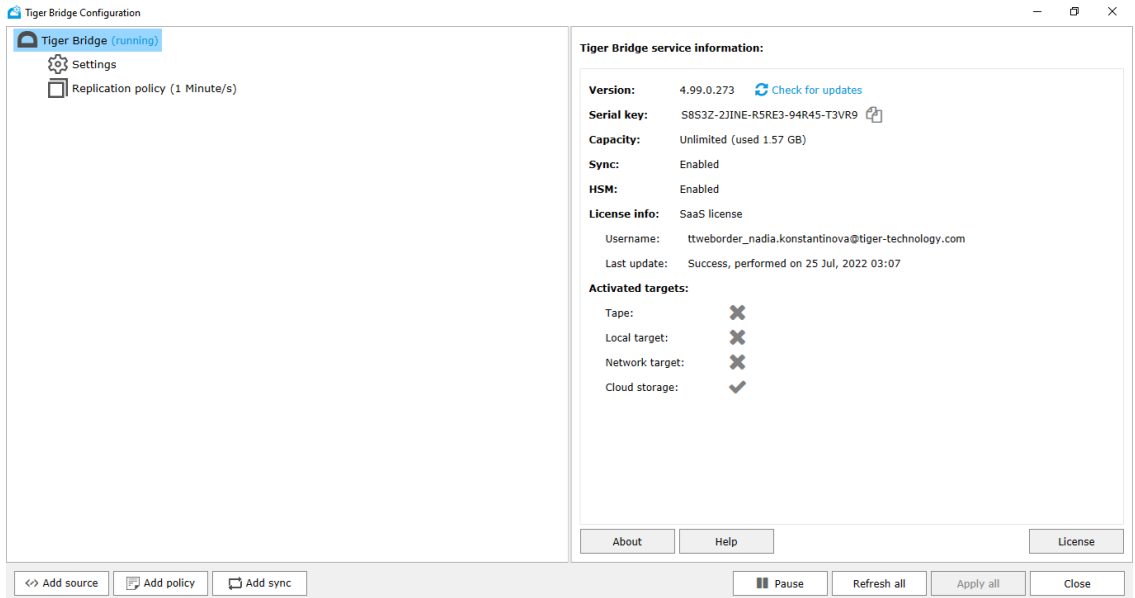 Tiger Bridge Configuration
Tiger Bridge (running)
Settings
Replication policy (1 Minute/s)
Tiger Bridge service information:
Version: 4.99.0.273 Check for updates
Serial key: S8S3Z-2JINE-R5RE3-94R45-T3VR9
Capacity: Unlimited (used 1.57 GB)
Sync: Enabled
HSM: Enabled
License info: SaaS license
Username: ttweborder_nadia.konstantinova@tiger-technology.com
Last update: Success, performed on 25 Jul, 2022 03:07
Activated targets:
Tape:
Local target:
Network target:
Cloud storage:
About Help License
Add source Add policy Add sync Pause Refresh all Apply all Close